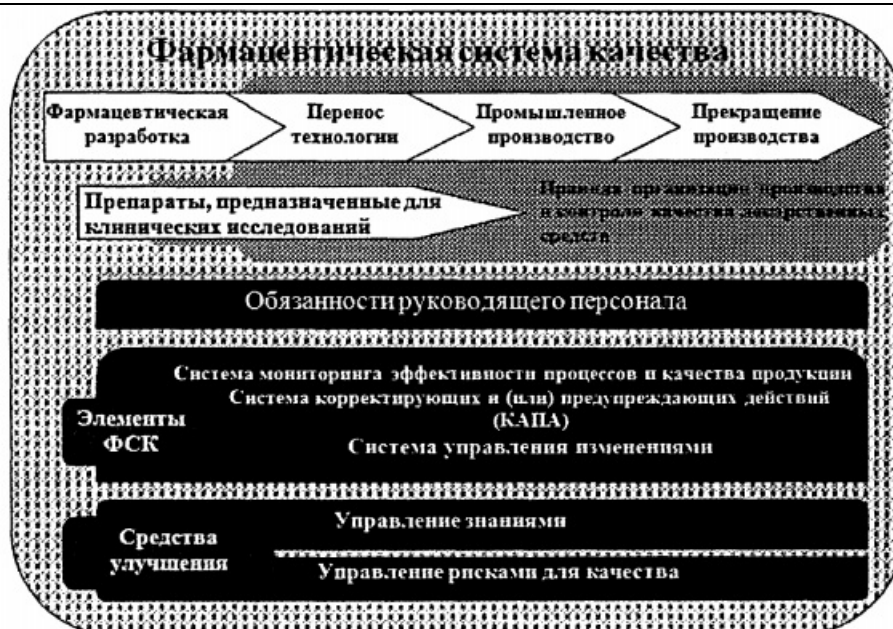 Фармацевтическая система качества
Фармацевтическая
разработка
Перенос
технологии
Промышленное
производство
Прекращение
производства
Препараты, предназначенные для
клинических исследований
Правила организации производства
и контроля качества лекарственных
средств
Обязанности руководящего персонала
Элементы
ФСК
Система мониторинга эффективности процессов и качества продукции
Система корректирующих и (или) предупреждающих действий
(КАПА)
Система управления изменениями
Средства
улучшения
Управление знаниями
Управление рисками для качества